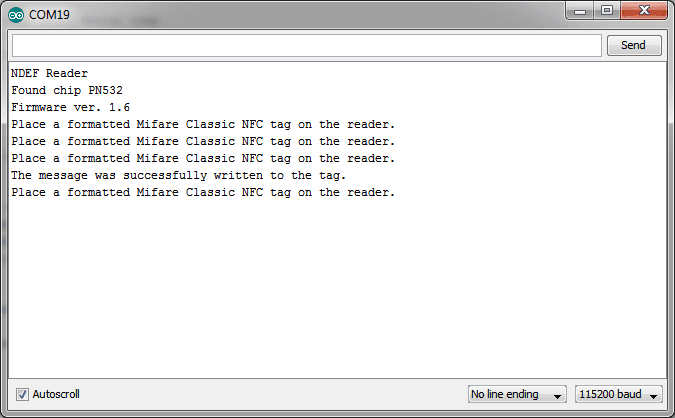 COM19
Send
NDEF Reader
Found chip PN532
Firmware ver. 1.6
Place a formatted Mifare Classic NFC tag on the reader.
Place a formatted Mifare Classic NFC tag on the reader.
Place a formatted Mifare Classic NFC tag on the reader.
The message was successfully written to the tag.
Place a formatted Mifare Classic NFC tag on the reader.
Autoscroll
No line ending
115200 baud